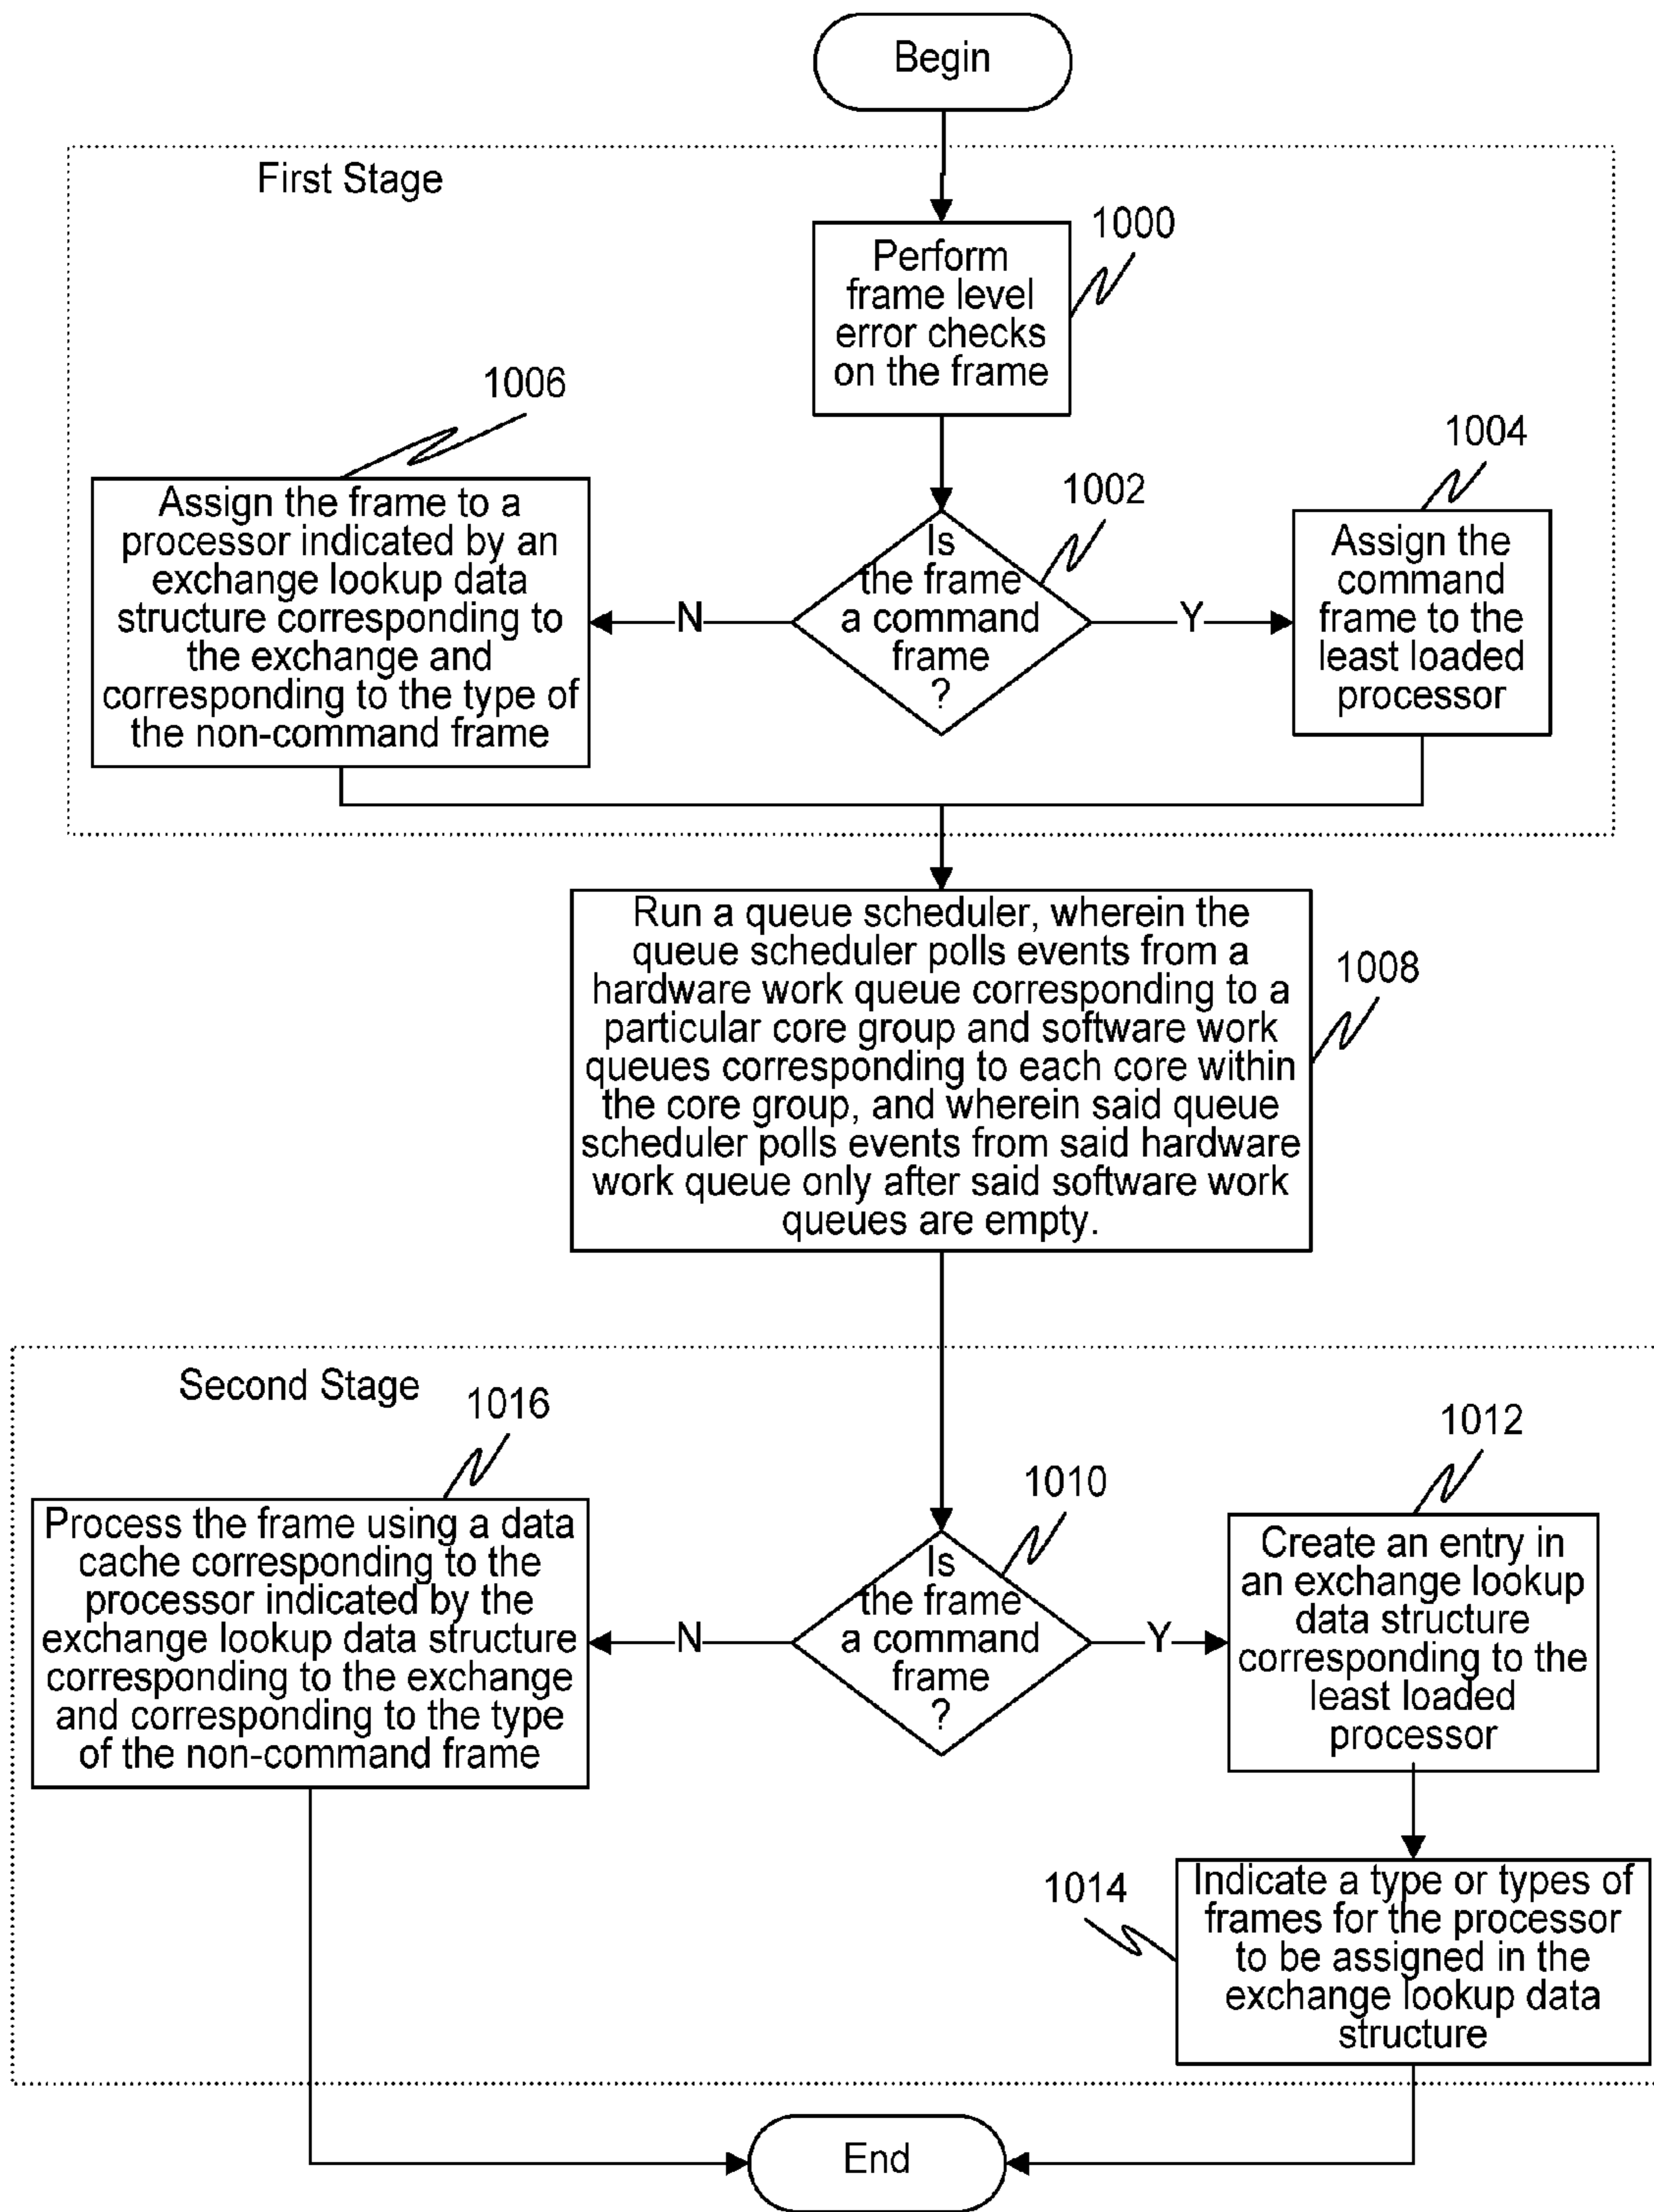 Begin
First Stage
1000
Perform
frame level
error checks
on the frame
1006
1004
1002
Assign the frame to a
processor indicated by an
exchange lookup data
structure corresponding to
the exchange and
corresponding to the type of
the non-command frame
Is
the frame
a command
frame
?
N
Y
Assign the
command
frame to the
least loaded
processor
Run a queue scheduler, wherein the
queue scheduler polls events from a
hardware work queue corresponding to a
particular core group and software work
queues corresponding to each core within
the core group, and wherein said queue
scheduler polls events from said hardware
work queue only after said software work
queues are empty.
1008
Second Stage
1016
1012
1010
Process the frame using a data
cache corresponding to the
processor indicated by the
exchange lookup data structure
corresponding to the exchange
and corresponding to the type
of the non-command frame
Is
the frame
a command
frame
?
N
Y
Create an entry in
an exchange lookup
data structure
corresponding to the
least loaded
processor
1014
Indicate a type or types of
frames for the processor
to be assigned in the
exchange lookup data
structure
End